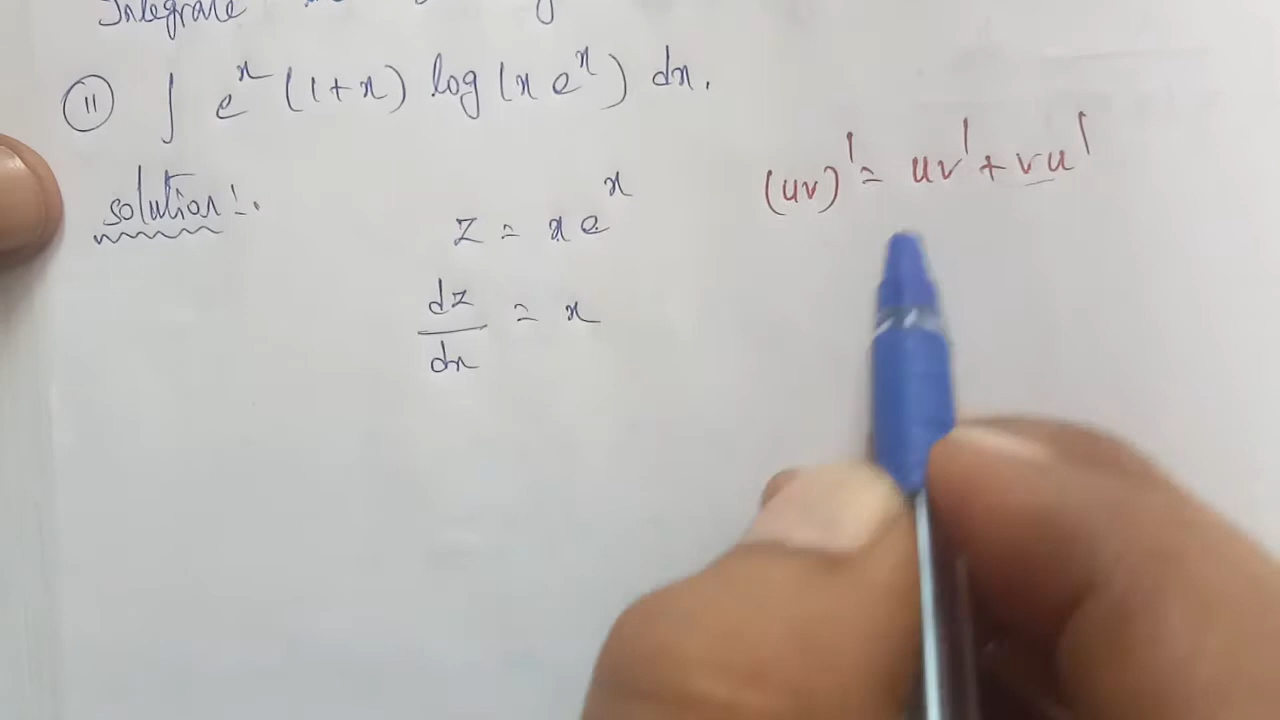 Integrate
(11) ∫ e^x (1+x) log(x e^x) dx.
solution:.
(uv)' = uv' + vu'
z = x e^x
dz/dx = x